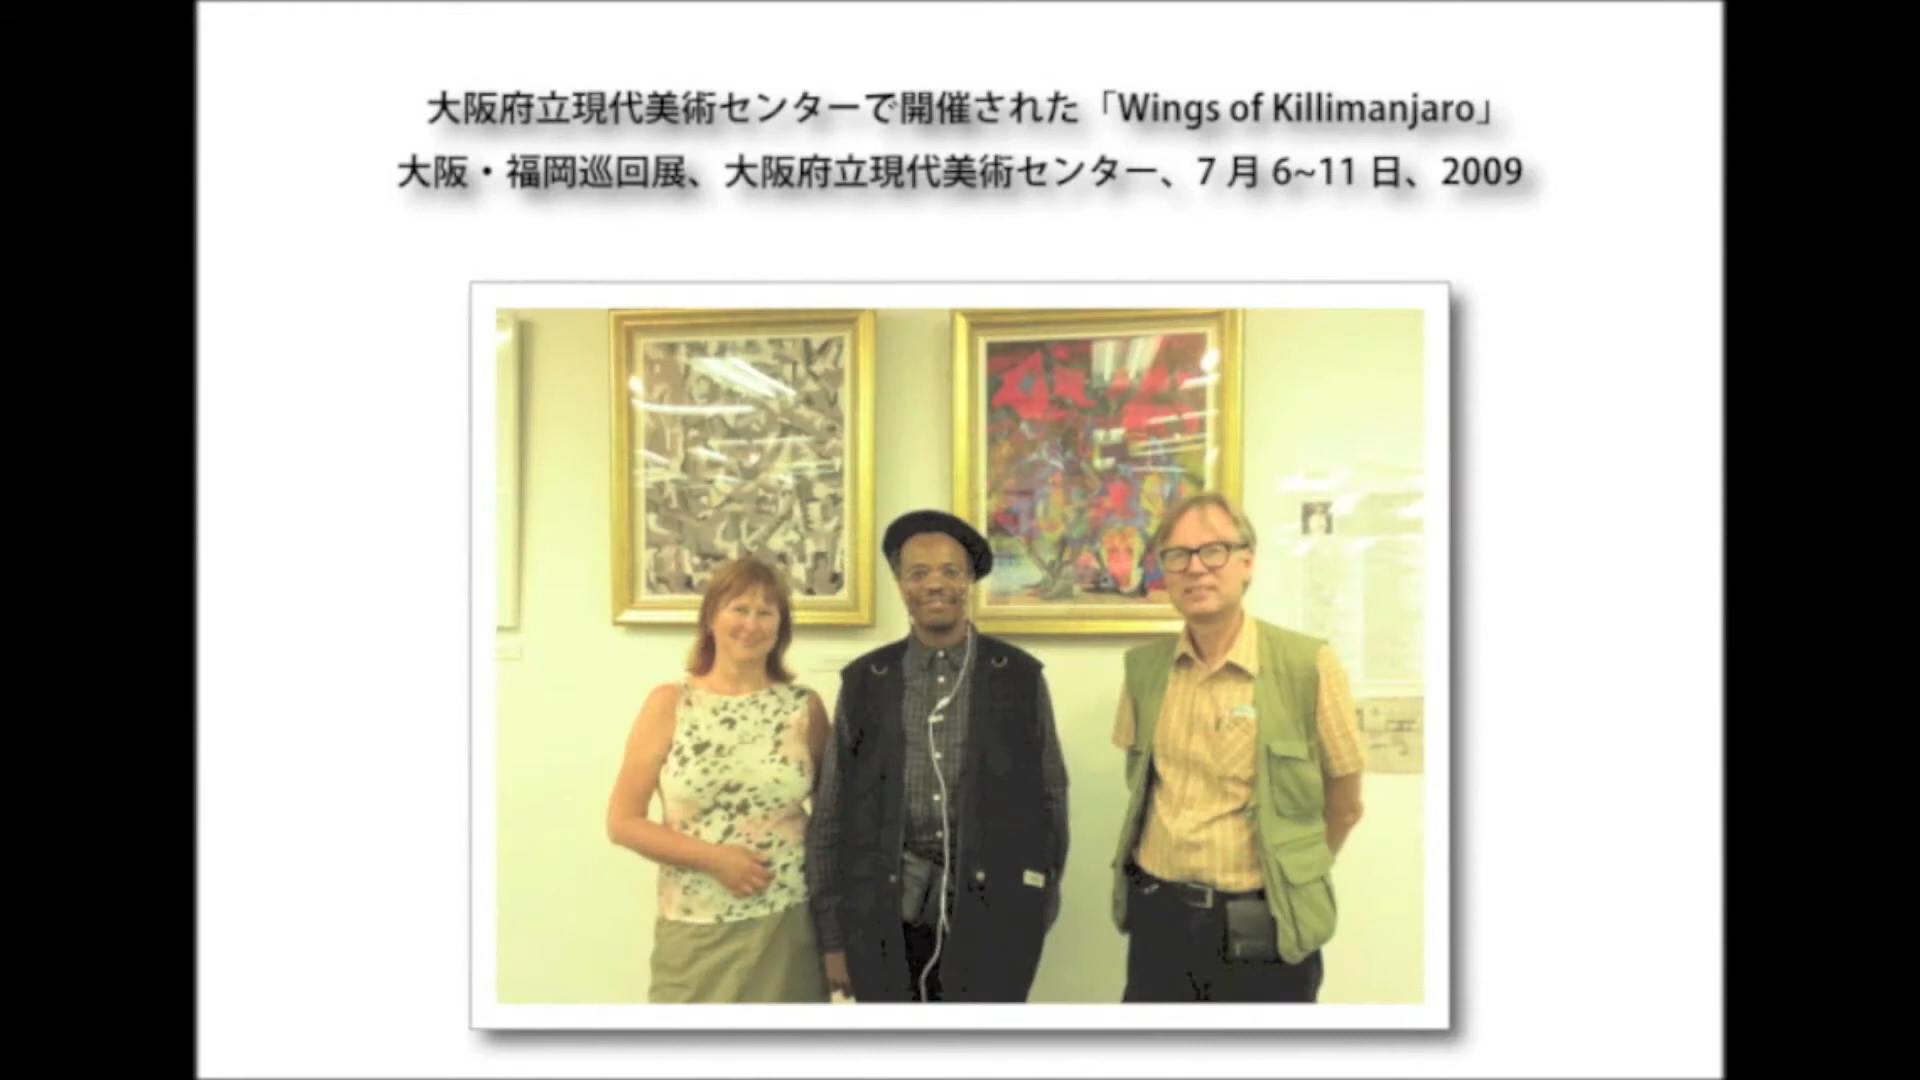 大阪府立現代美術センターで開催された「Wings of Killimanjaro」
大阪・福岡巡回展、大阪府立現代美術センター、7 月 6~11 日、2009